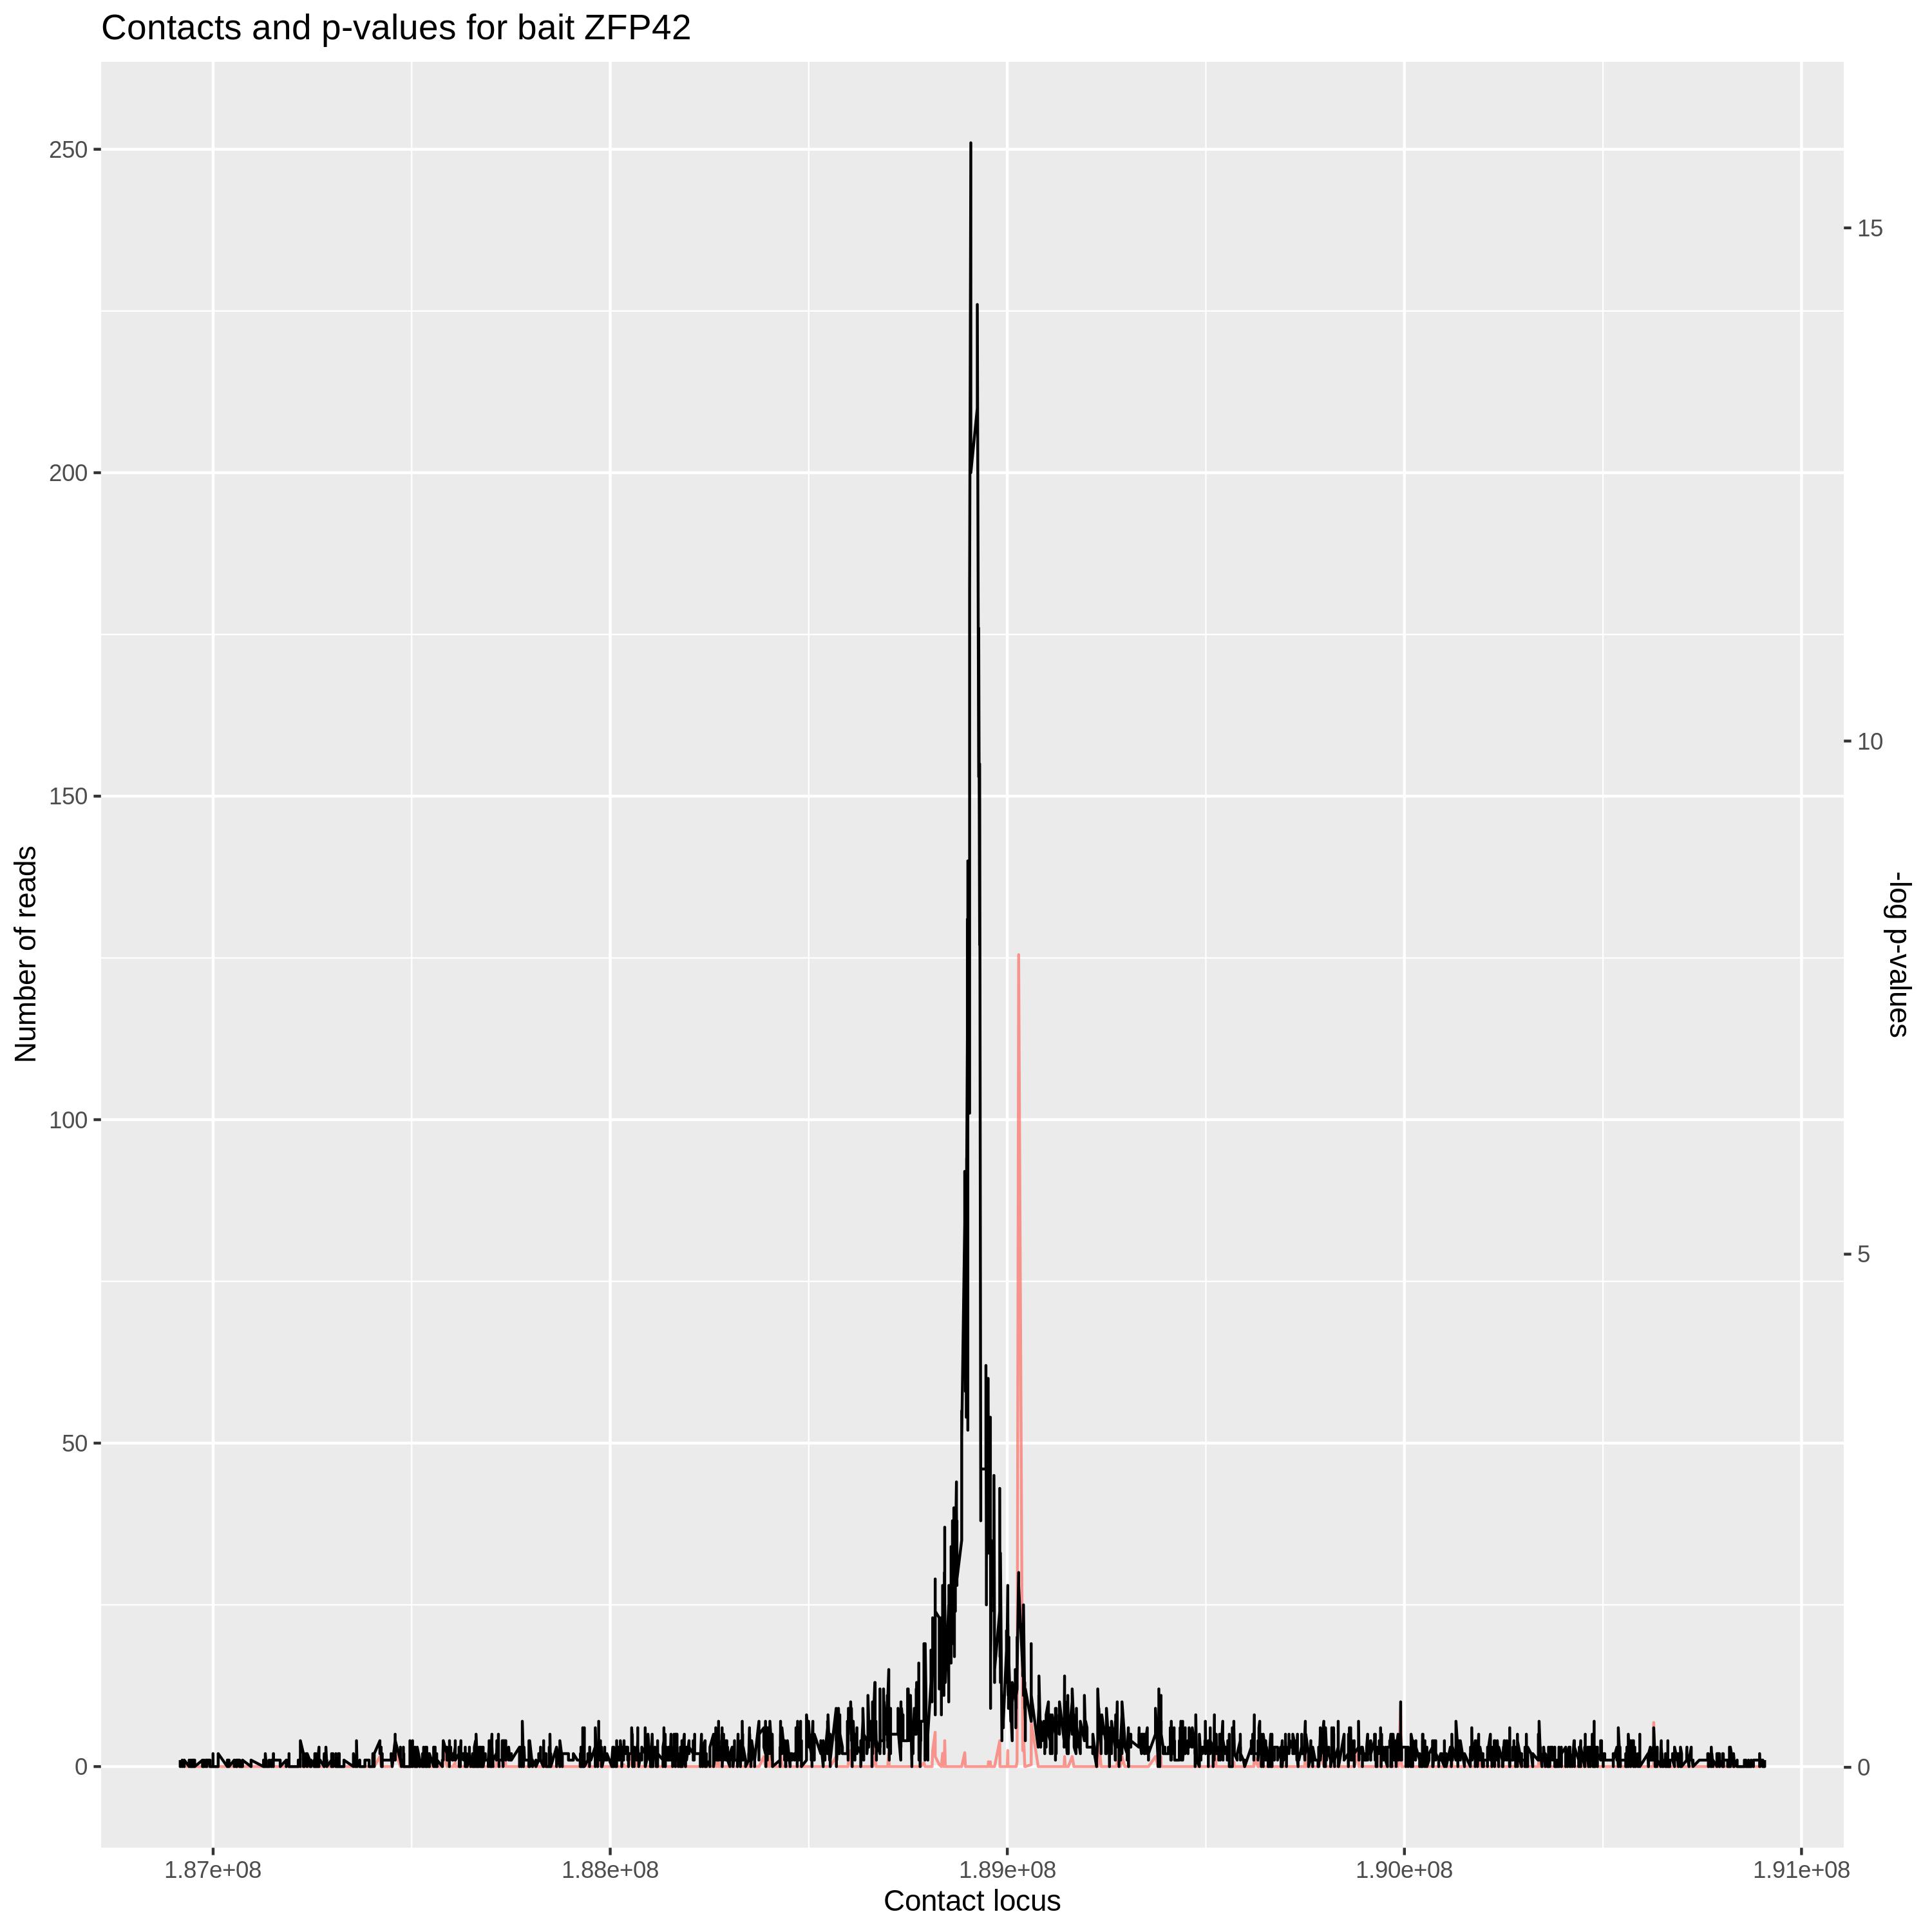 Contacts and p-values for bait ZFP42
250
200
150
100
50
0
Number of reads
15
10
5
0
-log p-values
1.87e+08
1.88e+08
1.89e+08
1.90e+08
1.91e+08
Contact locus